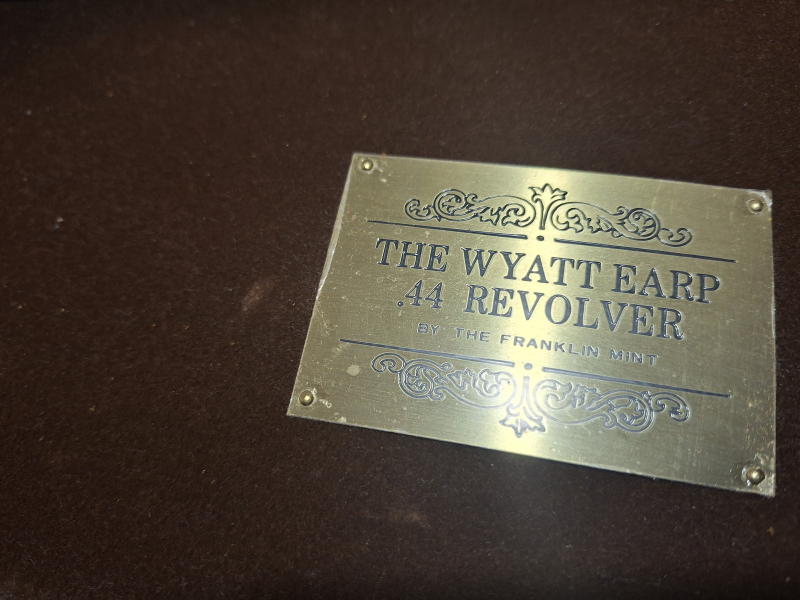 THE WYATT EARP
.44 REVOLVER
BY THE FRANKLIN MINT